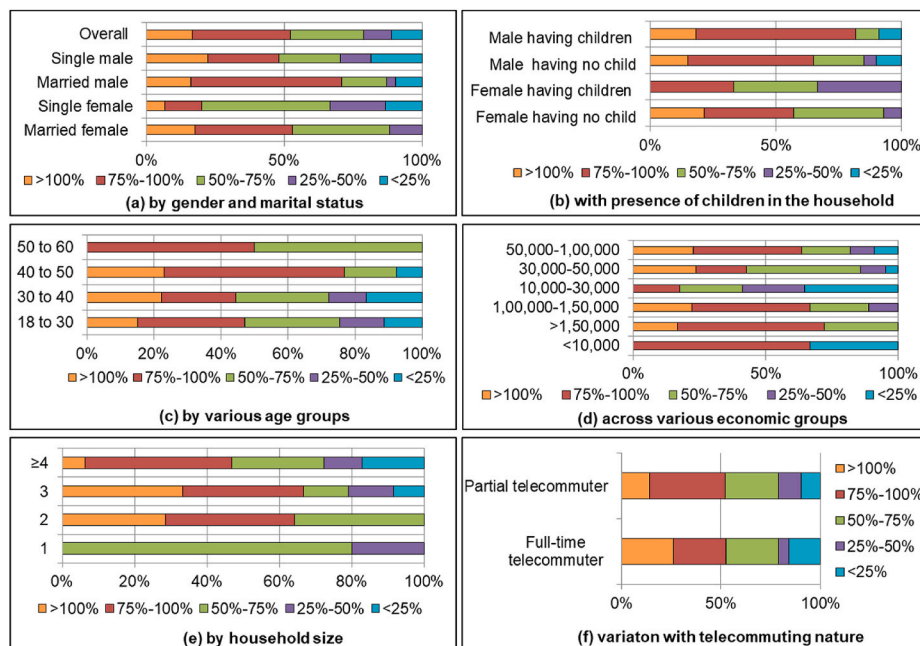 Overall
Single male
Married male
Single female
Married female
0% 50% 100%
>100% 75%-100% 50%-75% 25%-50% <25%
(a) by gender and marital status
Male having children
Male having no child
Female having children
Female having no child
0% 50% 100%
>100% 75%-100% 50%-75% 25%-50% <25%
(b) with presence of children in the household
50 to 60
40 to 50
30 to 40
18 to 30
0% 20% 40% 60% 80% 100%
>100% 75%-100% 50%-75% 25%-50% <25%
(c) by various age groups
50,000-1,00,000
30,000-50,000
10,000-30,000
1,00,000-1,50,000
>1,50,000
<10,000
0% 50% 100%
>100% 75%-100% 50%-75% 25%-50% <25%
(d) across various economic groups
≥4
3
2
1
0% 20% 40% 60% 80% 100%
>100% 75%-100% 50%-75% 25%-50% <25%
(e) by household size
Partial telecommuter
Full-time
telecommuter
0% 50% 100%
>100%
75%-100%
50%-75%
25%-50%
<25%
(f) variaton with telecommuting nature